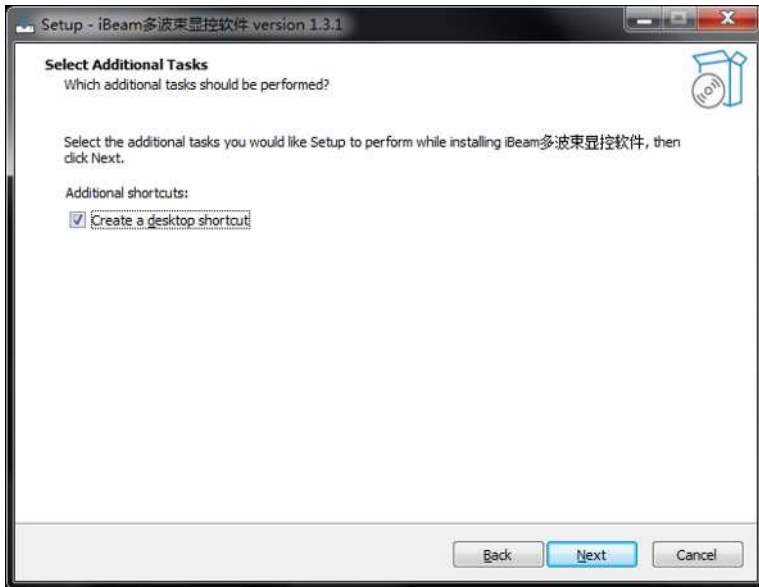 Setup - iBeam多波束显控软件 version 1.3.1
Select Additional Tasks
Which additional tasks should be performed?
Select the additional tasks you would like Setup to perform while installing iBeam多波束显控软件, then
click Next.
Additional shortcuts:
Create a desktop shortcut
Back Next Cancel